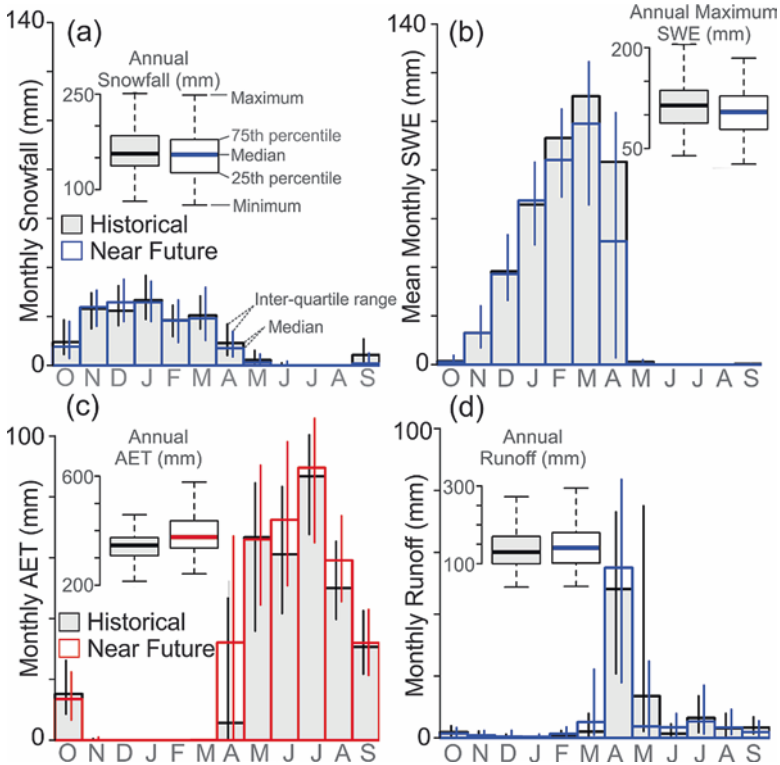 140
(a)
Annual
Snowfall (mm)
250
100
Maximum
75th percentile
Median
25th percentile
Minimum
Historical
Near Future
Inter-quartile range
Median
Monthly Snowfall (mm)
0
O N D J F M A M J J A S
140
(b)
Annual Maximum
SWE (mm)
200
50
Mean Monthly SWE (mm)
0
O N D J F M A M J J A S
100
(c)
Annual
AET (mm)
600
200
Historical
Near Future
Monthly AET (mm)
0
O N D J F M A M J J A S
100
(d)
Annual
Runoff (mm)
300
100
Monthly Runoff (mm)
0
O N D J F M A M J J A S